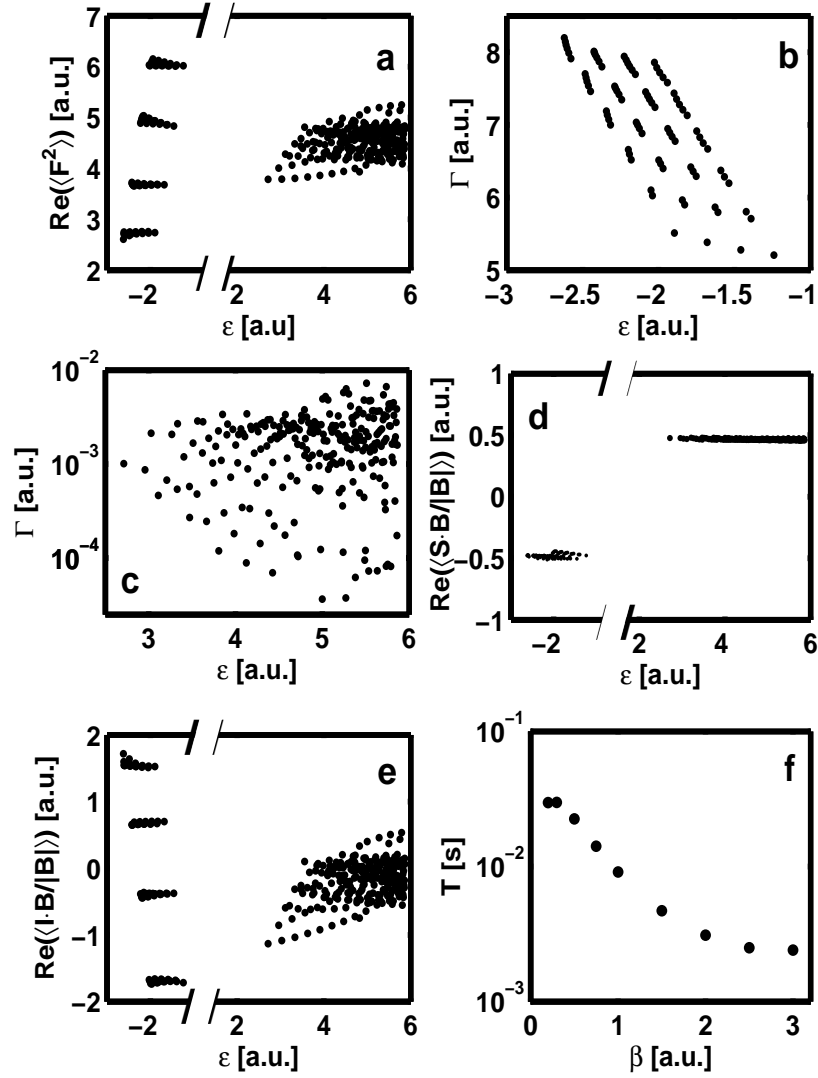 a
Re(⟨F²⟩) [a.u.]
7
6
5
4
3
2
−2 2 4 6
ε [a.u]
b
Γ [a.u.]
8
7
6
5
−3 −2.5 −2 −1.5 −1
ε [a.u.]
c
Γ [a.u.]
10⁻²
10⁻³
10⁻⁴
3 4 5 6
ε [a.u.]
d
Re(⟨S·B/|B|⟩) [a.u.]
1
0.5
0
−0.5
−1
−2 2 4 6
ε [a.u.]
e
Re(⟨I·B/|B|⟩) [a.u.]
2
1
0
−1
−2
−2 2 4 6
ε [a.u.]
f
T [s]
10⁻¹
10⁻²
10⁻³
0 1 2 3
β [a.u.]